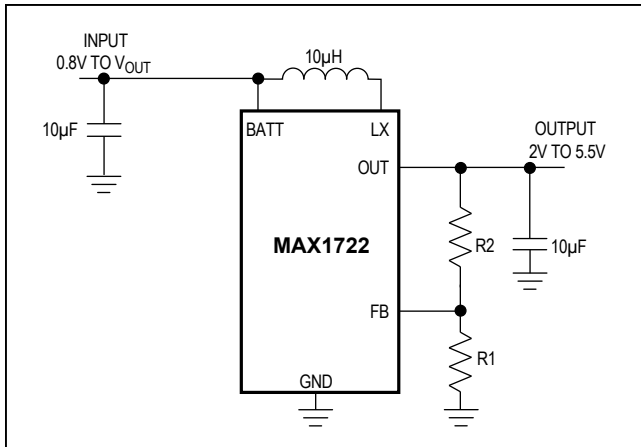 INPUT
0.8V TO VOUT
10µH
10µF
BATT
LX
OUT
OUTPUT
2V TO 5.5V
MAX1722
R2
10µF
FB
R1
GND